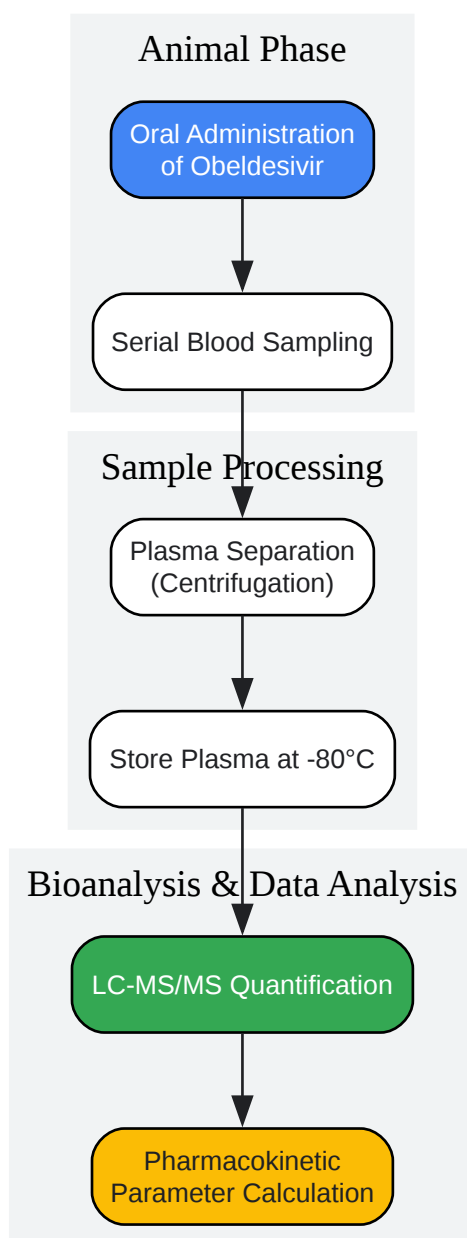 Animal Phase
Oral Administration
of Obeldesivir
Serial Blood Sampling
Sample Processing
Plasma Separation
(Centrifugation)
Store Plasma at -80°C
Bioanalysis & Data Analysis
LC-MS/MS Quantification
Pharmacokinetic
Parameter Calculation